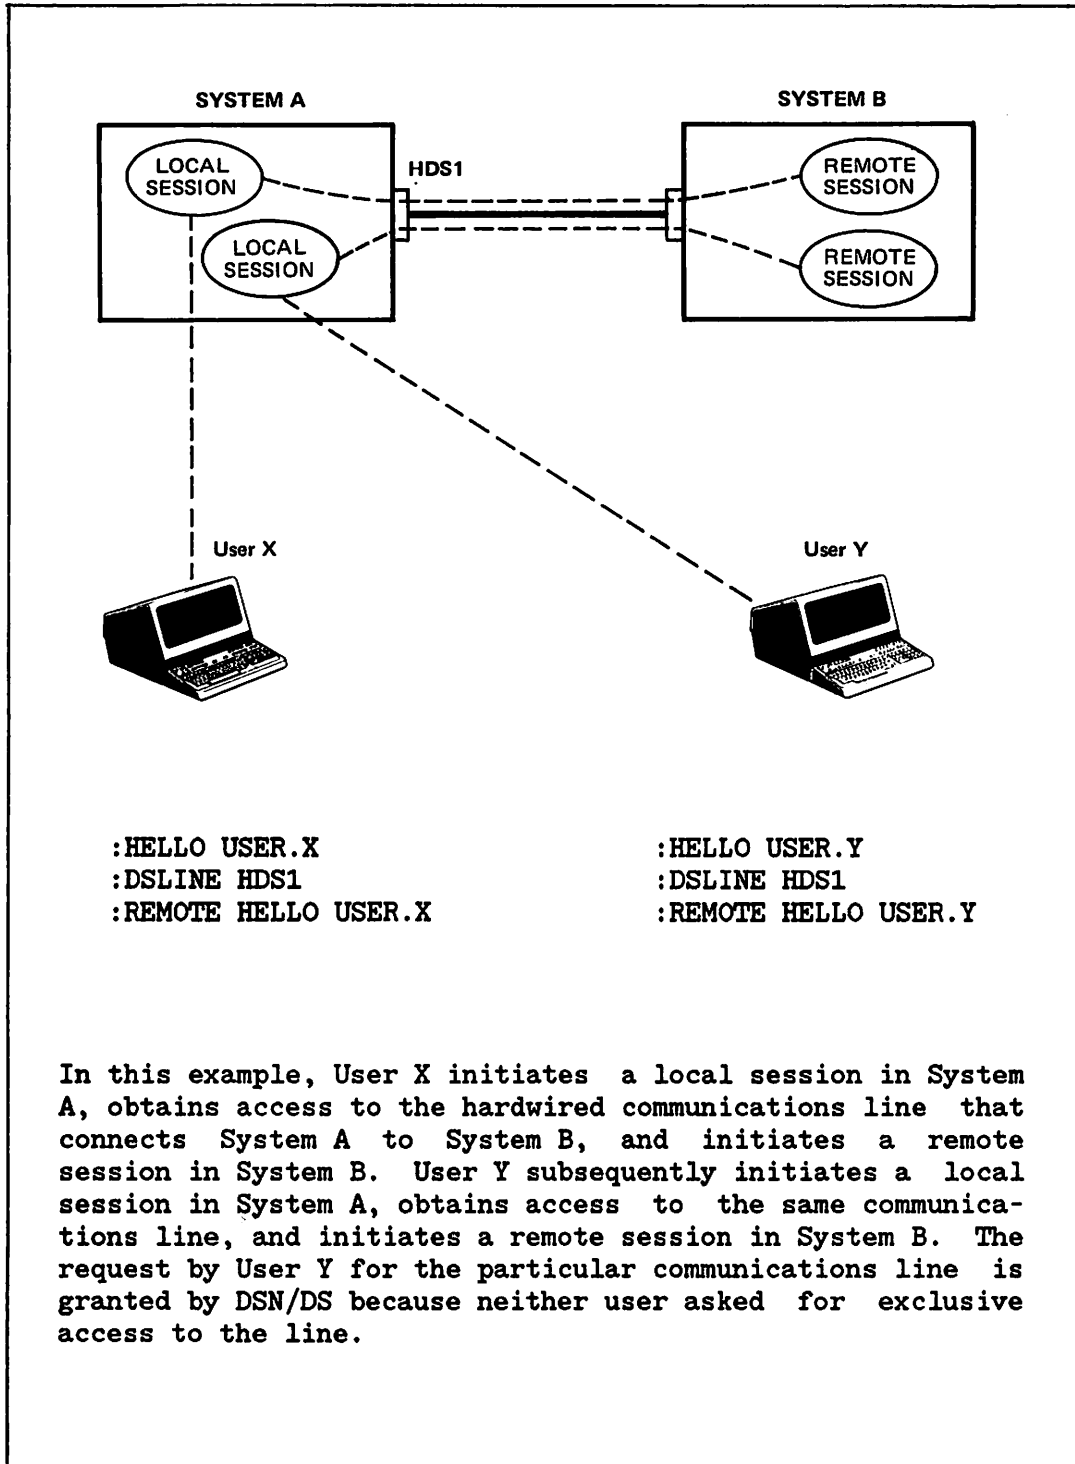 SYSTEM A
SYSTEM B
LOCAL
SESSION
HDS1
REMOTE
SESSION
LOCAL
SESSION
REMOTE
SESSION
User X
User Y
:HELLO USER.X
:DSLINE HDS1
:REMOTE HELLO USER.X
:HELLO USER.Y
:DSLINE HDS1
:REMOTE HELLO USER.Y
In this example, User X initiates a local session in System
A, obtains access to the hardwired communications line that
connects System A to System B, and initiates a remote
session in System B. User Y subsequently initiates a local
session in System A, obtains access to the same communica-
tions line, and initiates a remote session in System B. The
request by User Y for the particular communications line is
granted by DSN/DS because neither user asked for exclusive
access to the line.